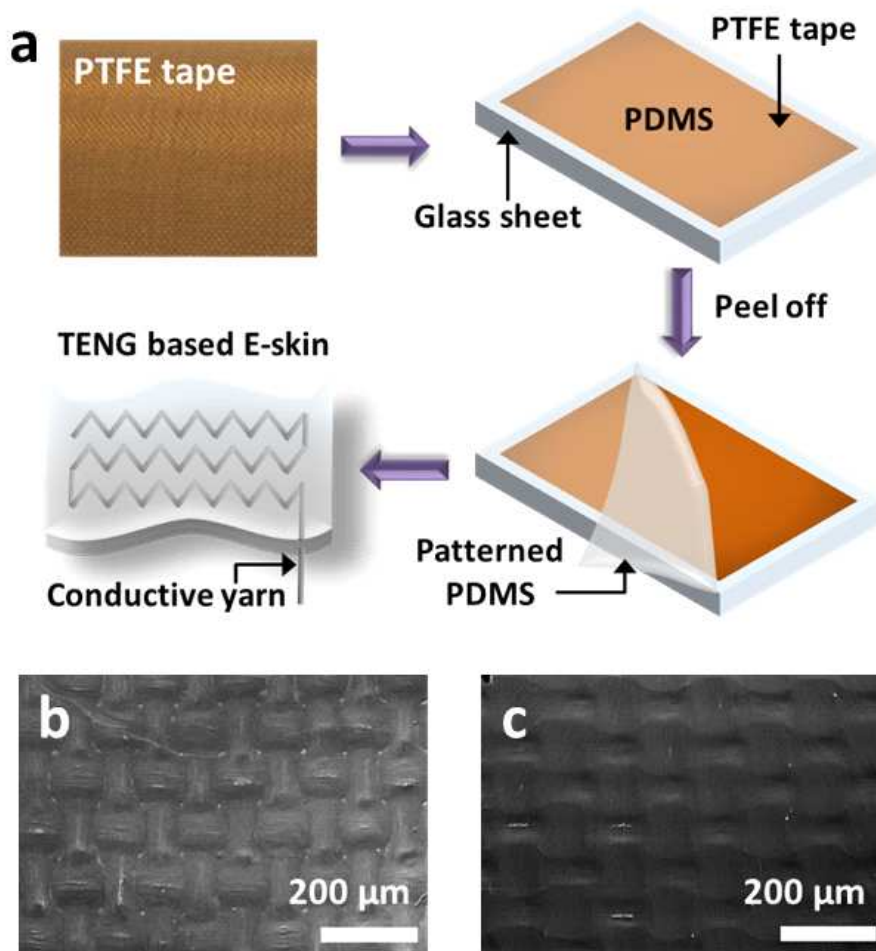 a
PTFE tape
PTFE tape
PDMS
Glass sheet
Peel off
TENG based E-skin
Patterned
PDMS
Conductive yarn
b
200 μm
c
200 μm